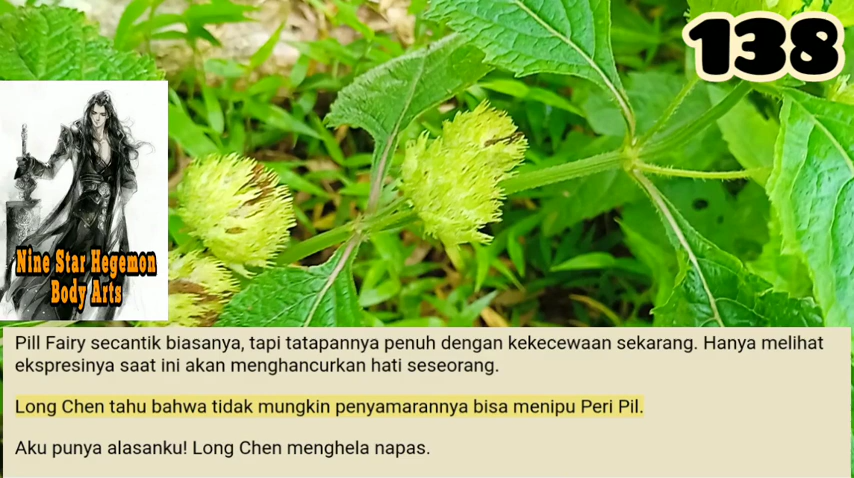 138
Nine Star Hegemon
Body Arts
Pill Fairy secantik biasanya, tapi tatapannya penuh dengan kekecewaan sekarang. Hanya melihat
ekspresinya saat ini akan menghancurkan hati seseorang.
Long Chen tahu bahwa tidak mungkin penyamarannya bisa menipu Peri Pil.
Aku punya alasanku! Long Chen menghela napas.